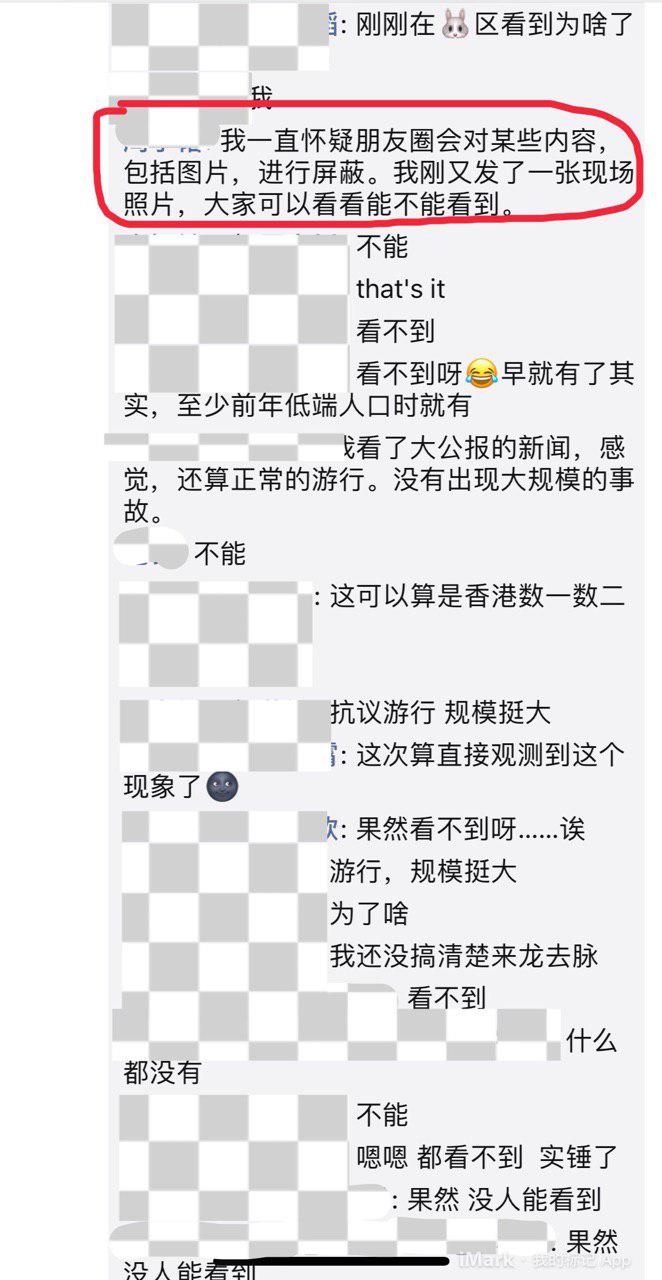 : 刚刚在🐰区看到为啥了
我
我一直怀疑朋友圈会对某些内容，
包括图片，进行屏蔽。我刚又发了一张现场
照片，大家可以看看能不能看到。
不能
that's it
看不到
看不到呀😂早就有了其
实，至少前年低端人口时就有
我看了大公报的新闻，感
觉，还算正常的游行。没有出现大规模的事
故。
不能
: 这可以算是香港数一数二
抗议游行 规模挺大
: 这次算直接观测到这个
现象了🌚
: 果然看不到呀……诶
游行，规模挺大
为了啥
我还没搞清楚来龙去脉
看不到
什么
都没有
不能
嗯嗯 都看不到 实锤了
: 果然 没人能看到
: 果然
没人能看到
iMark · 我的标记 App